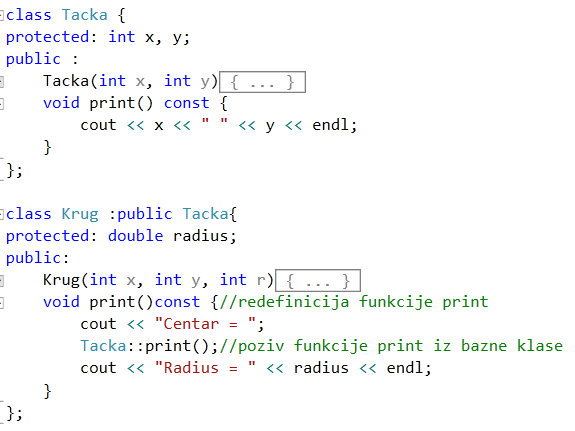 class Tacka {
protected: int x, y;
public :
    Tacka(int x, int y){ ... }
    void print() const {
        cout << x << " " << y << endl;
    }
};

class Krug :public Tacka{
protected: double radius;
public:
    Krug(int x, int y, int r){ ... }
    void print()const {//redefinicija funkcije print
        cout << "Centar = ";
        Tacka::print();//poziv funkcije print iz bazne klase
        cout << "Radius = " << radius << endl;
    }
};